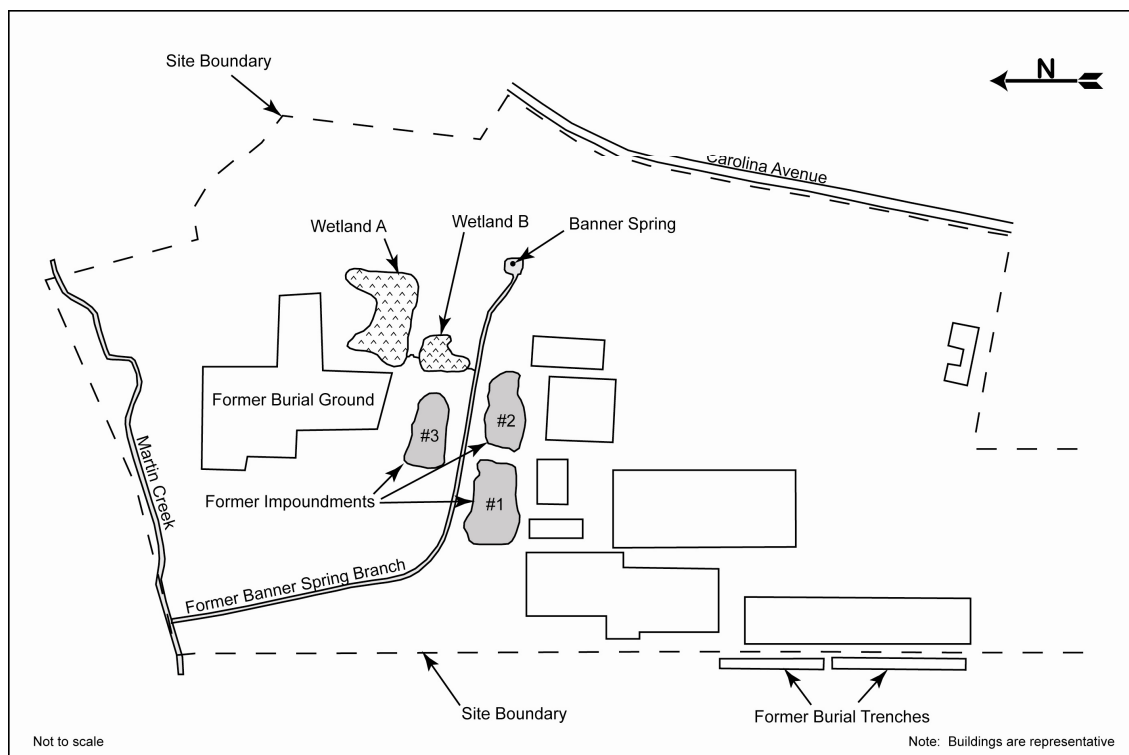 Site Boundary
N
Carolina Avenue
Wetland A
Wetland B
Banner Spring
Former Burial Ground
#3
#2
#1
Former Impoundments
Martin Creek
Former Banner Spring Branch
Site Boundary
Former Burial Trenches
Not to scale
Note: Buildings are representative